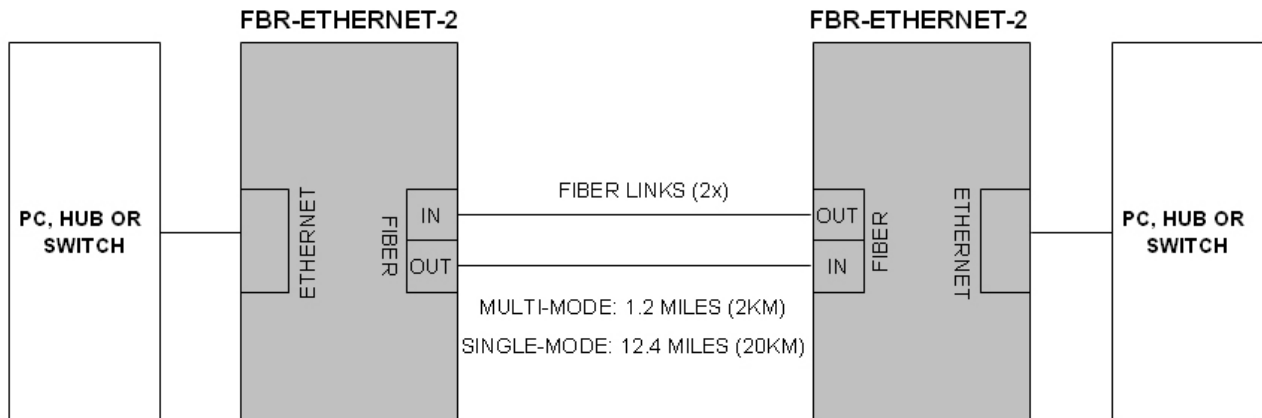 FBR-ETHERNET-2
FBR-ETHERNET-2
PC, HUB OR
SWITCH
ETHERNET
FIBER
IN
OUT
FIBER LINKS (2x)
MULTI-MODE: 1.2 MILES (2KM)
SINGLE-MODE: 12.4 MILES (20KM)
OUT
IN
FIBER
ETHERNET
PC, HUB OR
SWITCH